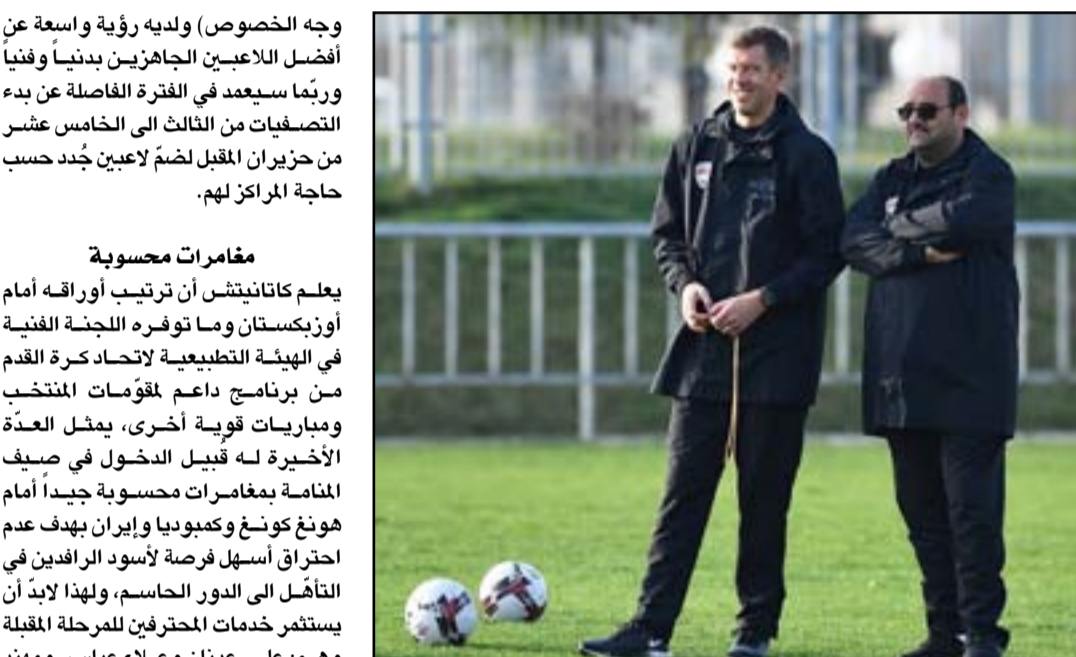 وجه الخصوص) ولديه رؤية واسعة عن
أفضل اللاعبين الجاهزين بدنياً وفنياً
وربّما سيعمد في الفترة الفاصلة عن بدء
التصفيات من الثالث الى الخامس عشر
من حزيران المقبل لضمّ لاعبين جُدد حسب
حاجة المراكز لهم.
مغامرات محسوبة
يعلم كاتانيتش أن ترتيب أوراقه أمام
أوزبكستان وما توفره اللجنة الفنية
في الهيئة التطبيعية لاتحاد كرة القدم
من برنامج داعم لمقوّمات المنتخب
ومباريات قوية أخرى، يمثل العدّة
الأخيرة له قُبيل الدخول في صيف
المنامة بمغامرات محسوبة جيداً أمام
هونغ كونغ وكمبوديا وإيران بهدف عدم
احتراق أسهل فرصة لأسود الرافدين في
التأهّل الى الدور الحاسم، ولهذا لابدّ أن
يستثمر خدمات المحترفين للمرحلة المقبلة